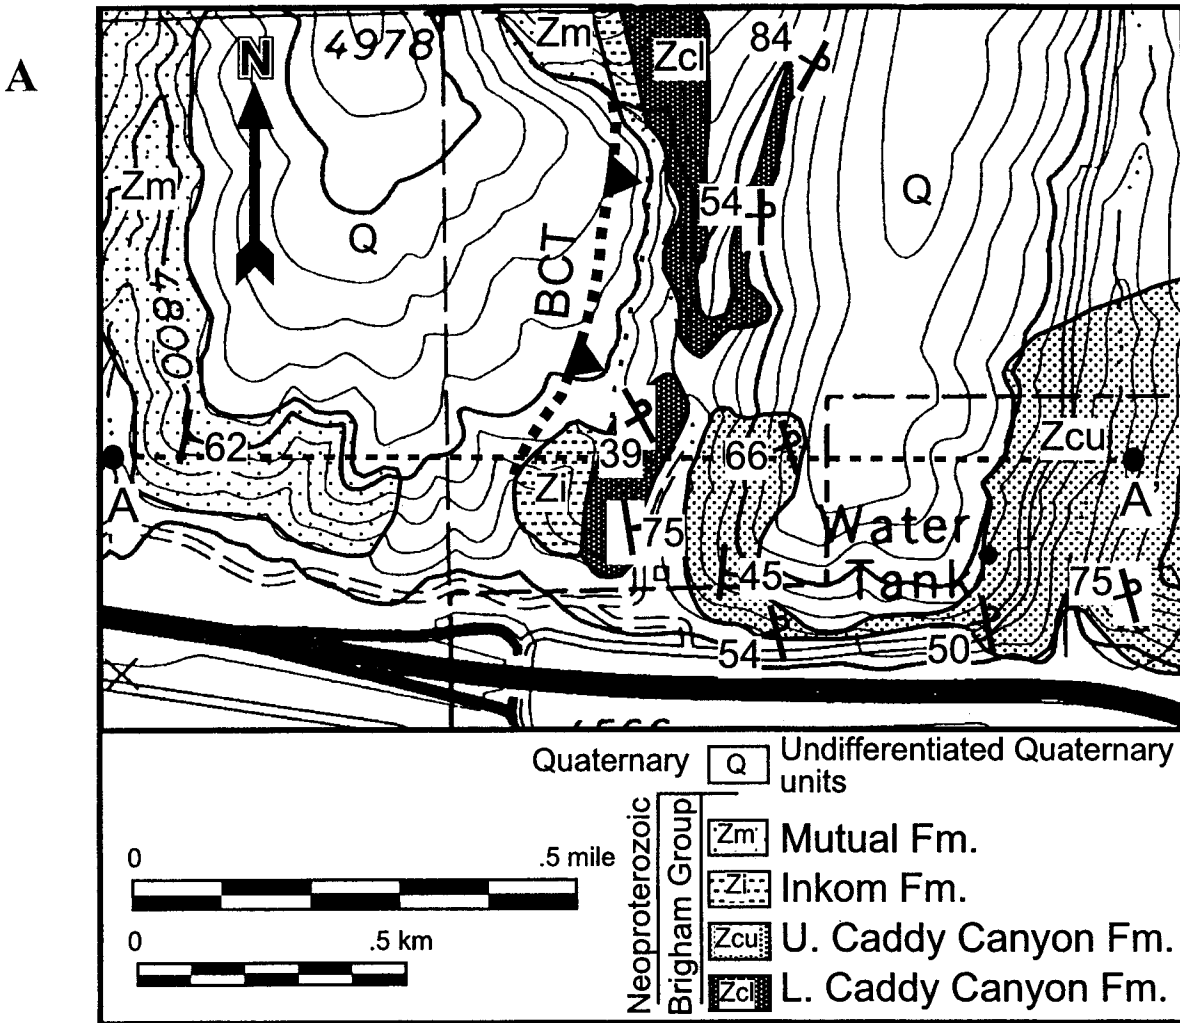 A
N
4978
Zm
Zcl
84
Zm
Q
54
Q
BCT
4800
62
39
66
Zcu
A
Zi
A'
75
Water
Tank
45
75
54
50
Quaternary Q Undifferentiated Quaternary
units
Neoproterozoic
Brigham Group
Zm Mutual Fm.
Zi Inkom Fm.
Zcu U. Caddy Canyon Fm.
Zcl L. Caddy Canyon Fm.
0 .5 mile
0 .5 km